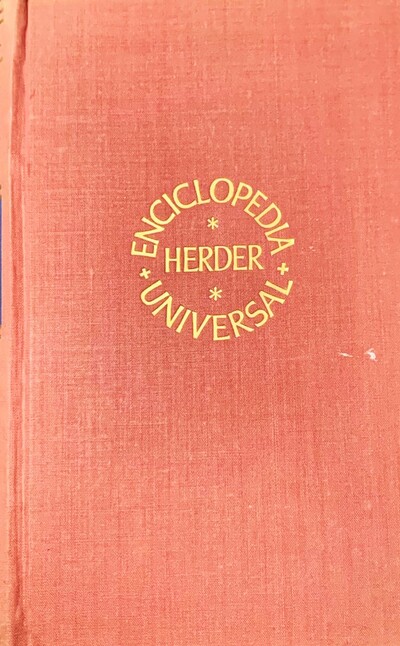 ENCICLOPEDIA
*
HERDER
*
+ UNIVERSAL +